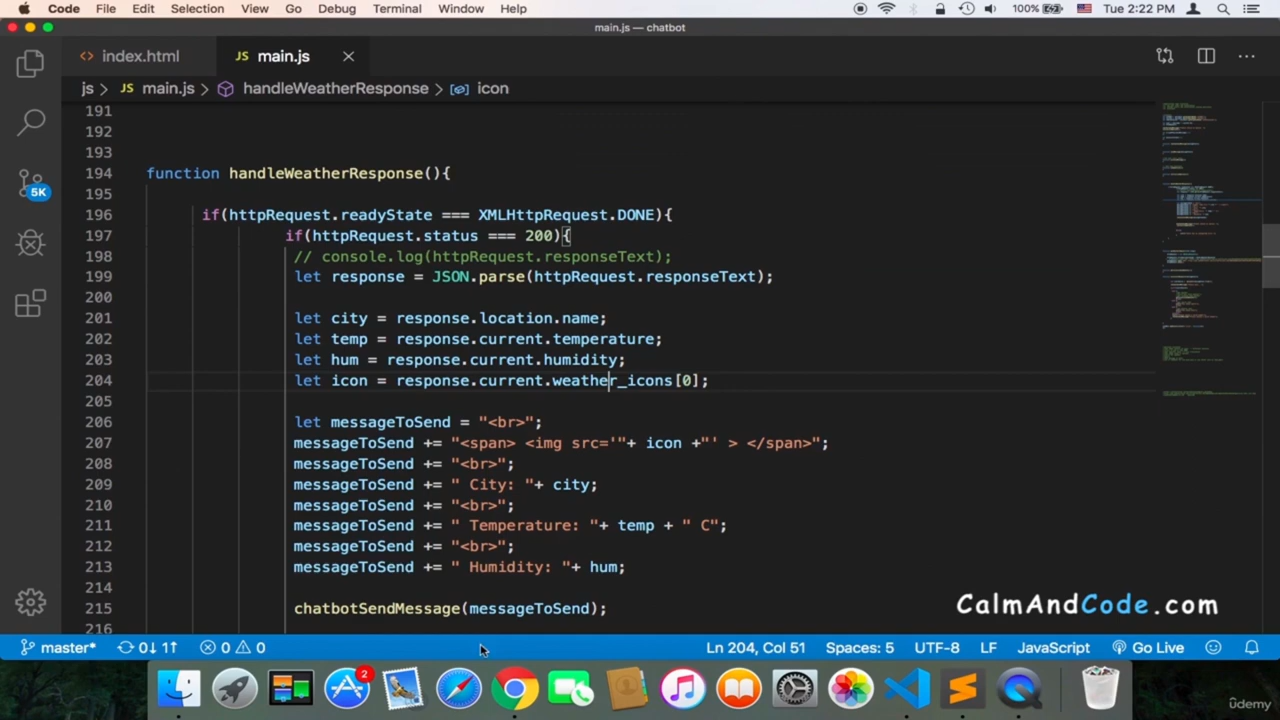 Code File Edit Selection View Go Debug Terminal Window Help 100% Tue 2:22 PM
main.js — chatbot
index.html JS main.js
js > JS main.js > handleWeatherResponse > icon
191
192
193
194 function handleWeatherResponse(){
195
196 if(httpRequest.readyState === XMLHttpRequest.DONE){
197 if(httpRequest.status === 200){
198 // console.log(httpRequest.responseText);
199 let response = JSON.parse(httpRequest.responseText);
200
201 let city = response.location.name;
202 let temp = response.current.temperature;
203 let hum = response.current.humidity;
204 let icon = response.current.weather_icons[0];
205
206 let messageToSend = "<br>";
207 messageToSend += "<span> <img src='"+ icon +"' > </span>";
208 messageToSend += "<br>";
209 messageToSend += " City: "+ city;
210 messageToSend += "<br>";
211 messageToSend += " Temperature: "+ temp + " C";
212 messageToSend += "<br>";
213 messageToSend += " Humidity: "+ hum;
214
215 chatbotSendMessage(messageToSend);
216
5K
CalmAndCode.com
master* 0↓ 1↑ 0 0 Ln 204, Col 51 Spaces: 5 UTF-8 LF JavaScript Go Live
2
ûdemy